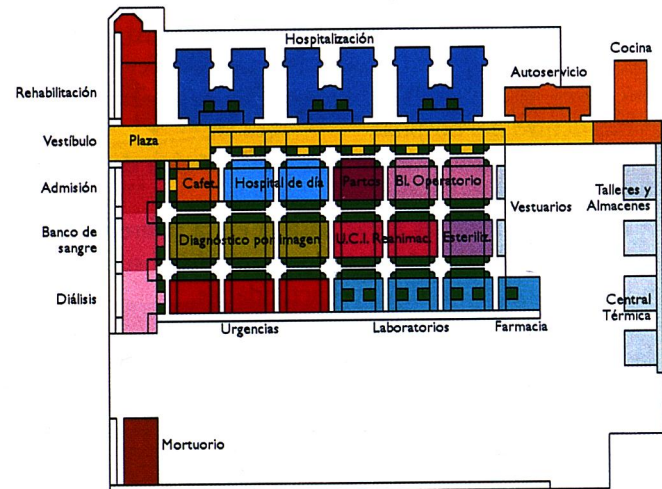 Hospitalización
Cocina
Autoservicio
Rehabilitación
Vestíbulo
Plaza
Admisión
Cafet.
Hospital de día
Partos
Bl. Operatorio
Talleres y
Almacenes
Vestuarios
Banco de
sangre
Diagnóstico por imagen
U.C.I. Reanimac.
Esteriliz.
Diálisis
Central
Térmica
Urgencias
Laboratorios
Farmacia
Mortuorio